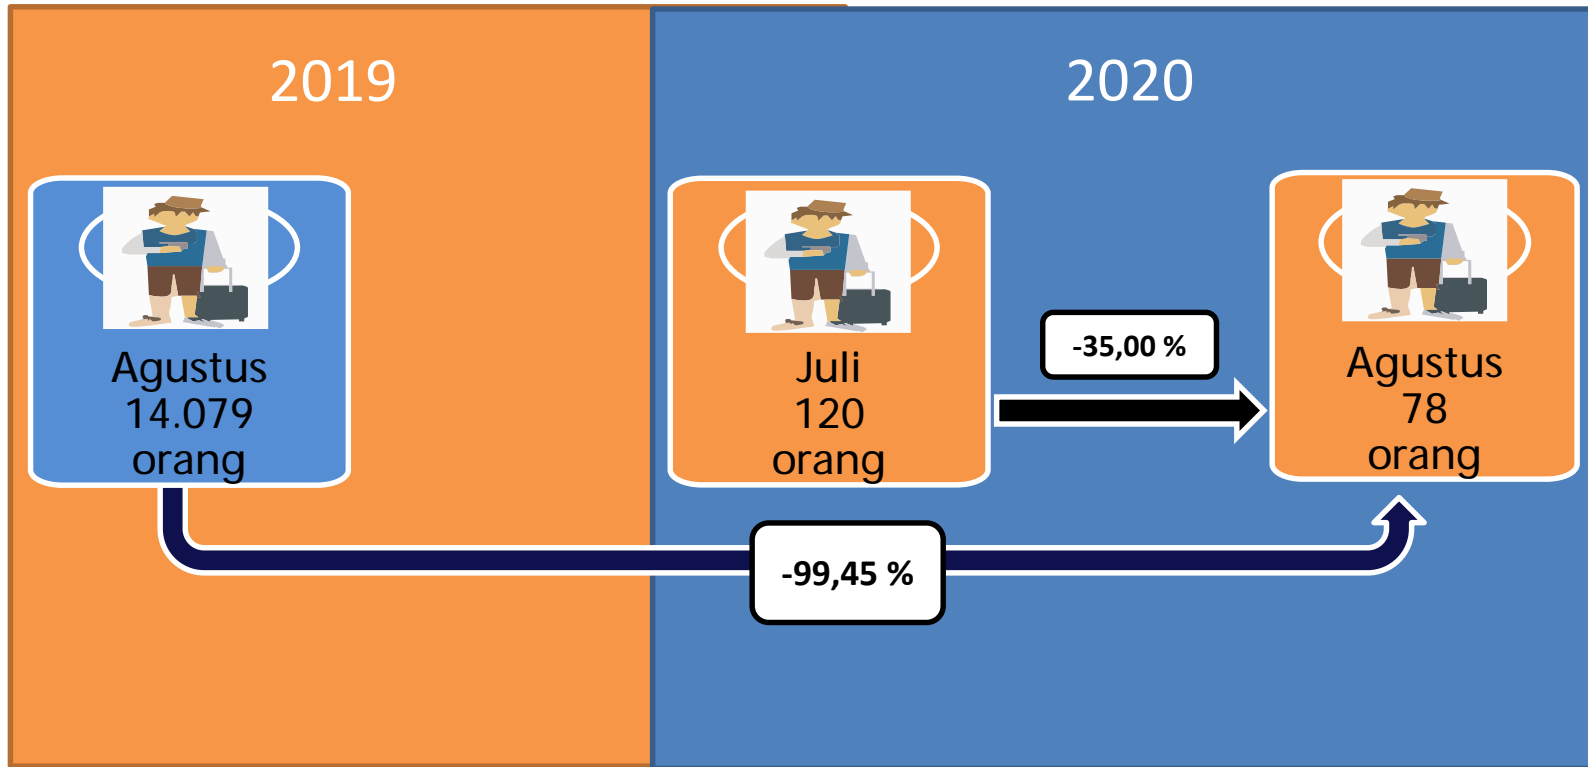 2019
2020
Agustus
14.079
orang
Juli
120
orang
-35,00 %
Agustus
78
orang
-99,45 %